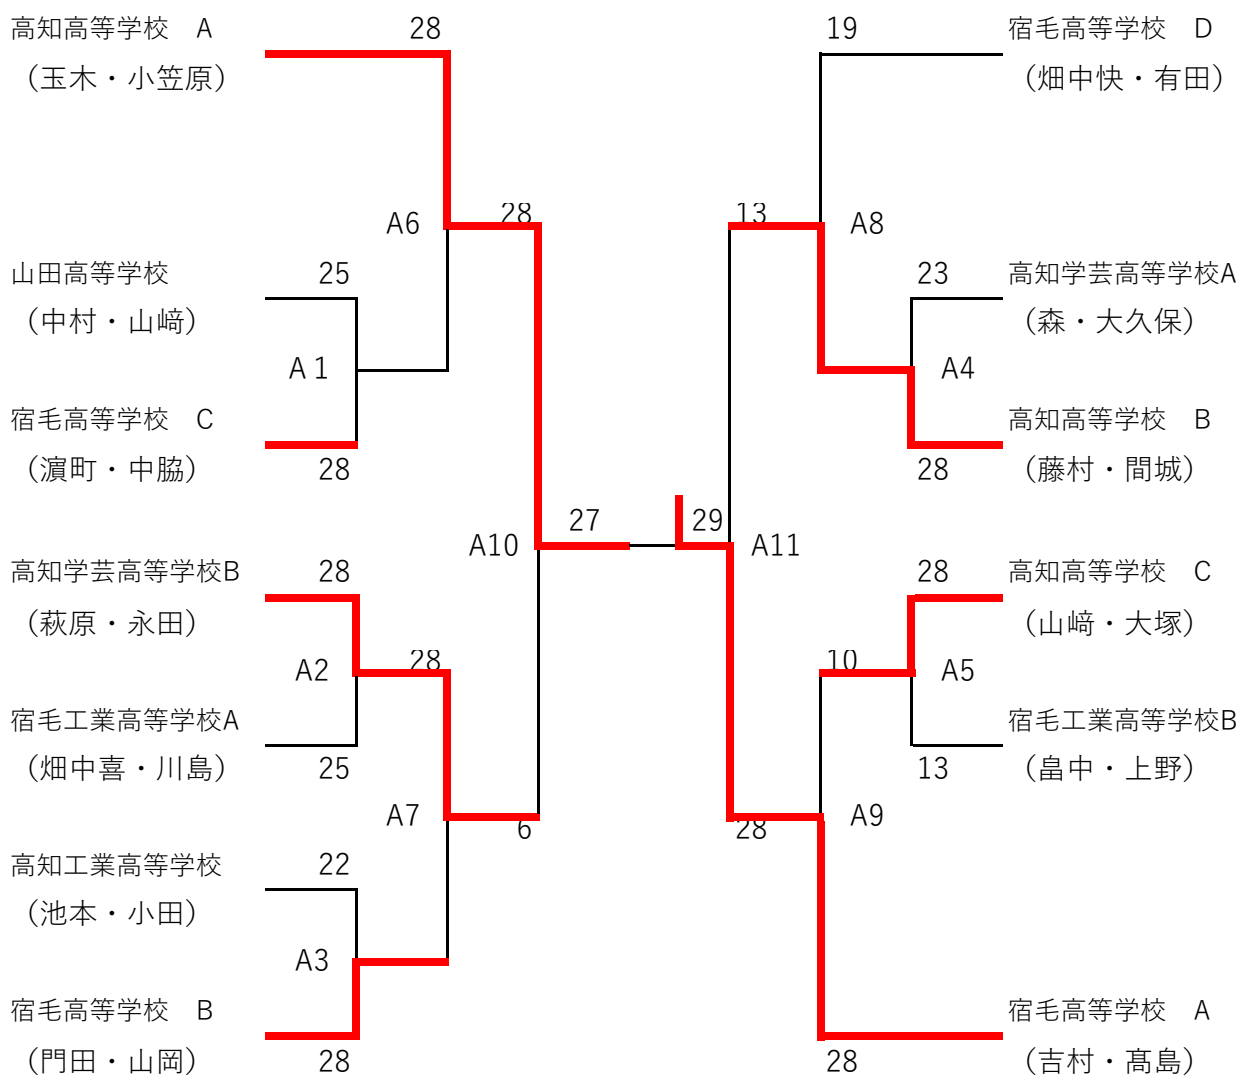 高知高等学校　A
28
（玉木・小笠原）
A6
28
山田高等学校
25
（中村・山﨑）
A１
宿毛高等学校　C
（濵町・中脇）
28
A10
27
高知学芸高等学校B
28
（萩原・永田）
A2
28
宿毛工業高等学校A
（畑中喜・川島）
25
A7
6
高知工業高等学校
22
（池本・小田）
A3
宿毛高等学校　B
（門田・山岡）
28
19
宿毛高等学校　D
（畑中快・有田）
13
A8
23
高知学芸高等学校A
（森・大久保）
A4
高知高等学校　B
28
（藤村・間城）
29
A11
28
高知高等学校　C
（山﨑・大塚）
10
A5
宿毛工業高等学校B
13
（畠中・上野）
28
A9
宿毛高等学校　A
28
（吉村・髙島）